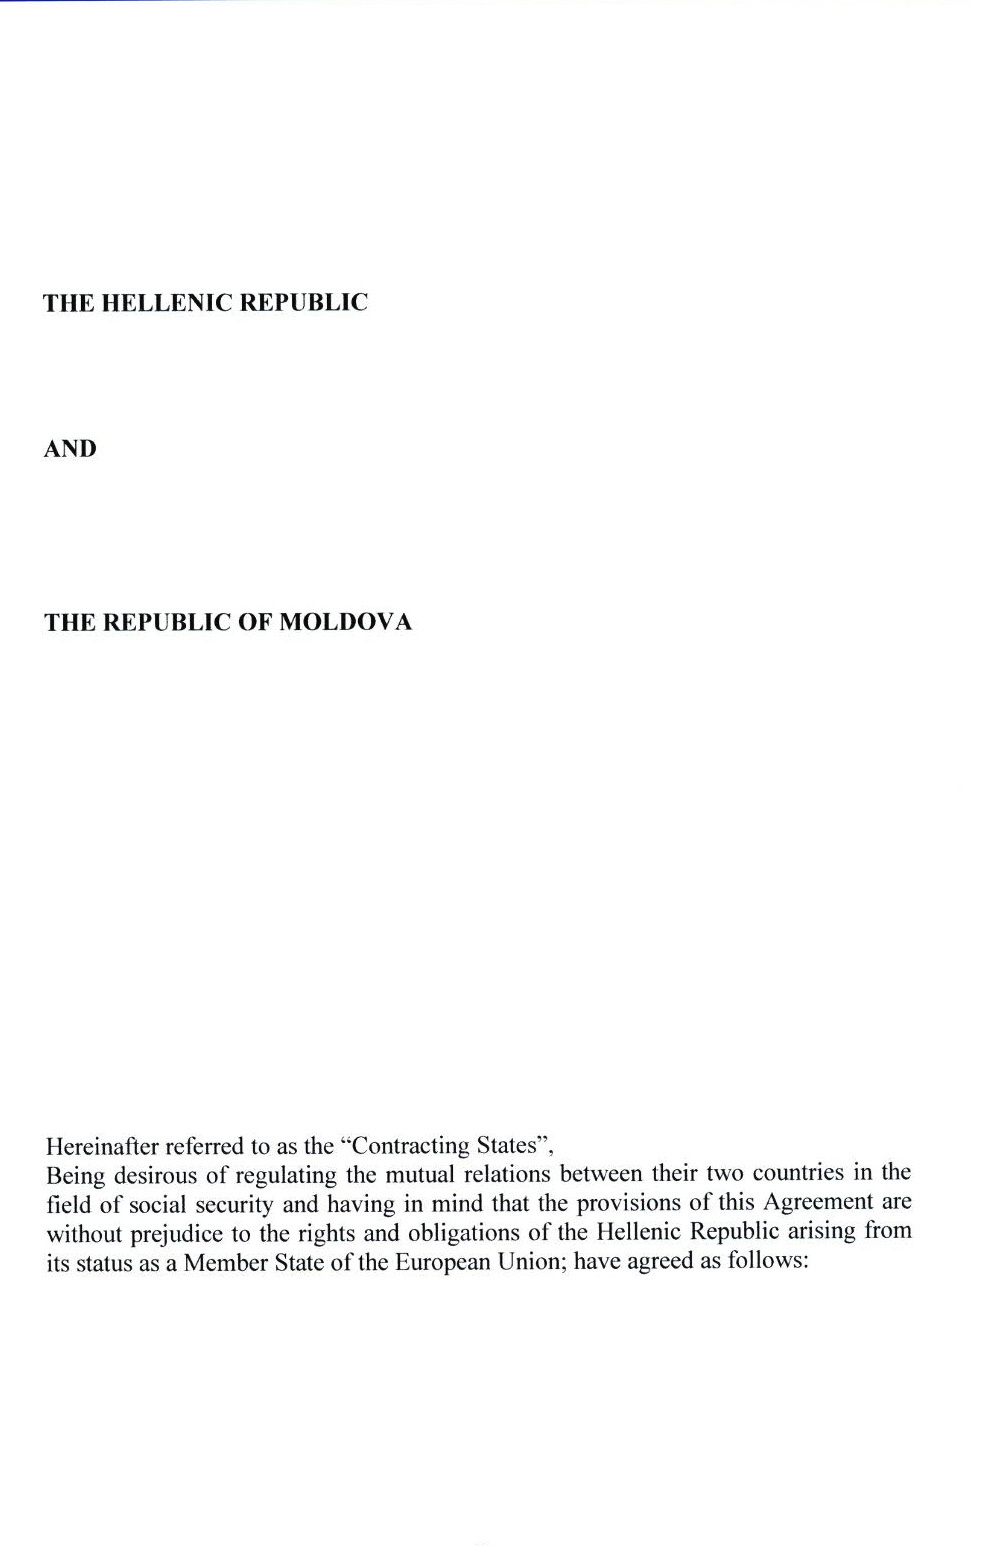 THE HELLENIC REPUBLIC
AND
THE REPUBLIC OF MOLDOVA
Hereinafter referred to as the “Contracting States”,
Being desirous of regulating the mutual relations between their two countries in the
field of social security and having in mind that the provisions of this Agreement are
without prejudice to the rights and obligations of the Hellenic Republic arising from
its status as a Member State of the European Union; have agreed as follows: